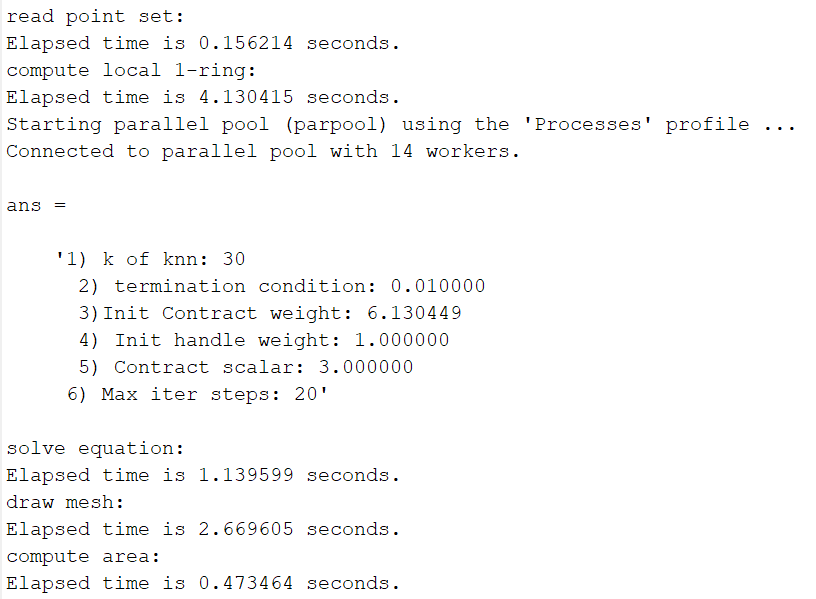 read point set:
Elapsed time is 0.156214 seconds.
compute local 1-ring:
Elapsed time is 4.130415 seconds.
Starting parallel pool (parpool) using the 'Processes' profile ...
Connected to parallel pool with 14 workers.
ans =
'1) k of knn: 30
2) termination condition: 0.010000
3)Init Contract weight: 6.130449
4) Init handle weight: 1.000000
5) Contract scalar: 3.000000
6) Max iter steps: 20'
solve equation:
Elapsed time is 1.139599 seconds.
draw mesh:
Elapsed time is 2.669605 seconds.
compute area:
Elapsed time is 0.473464 seconds.